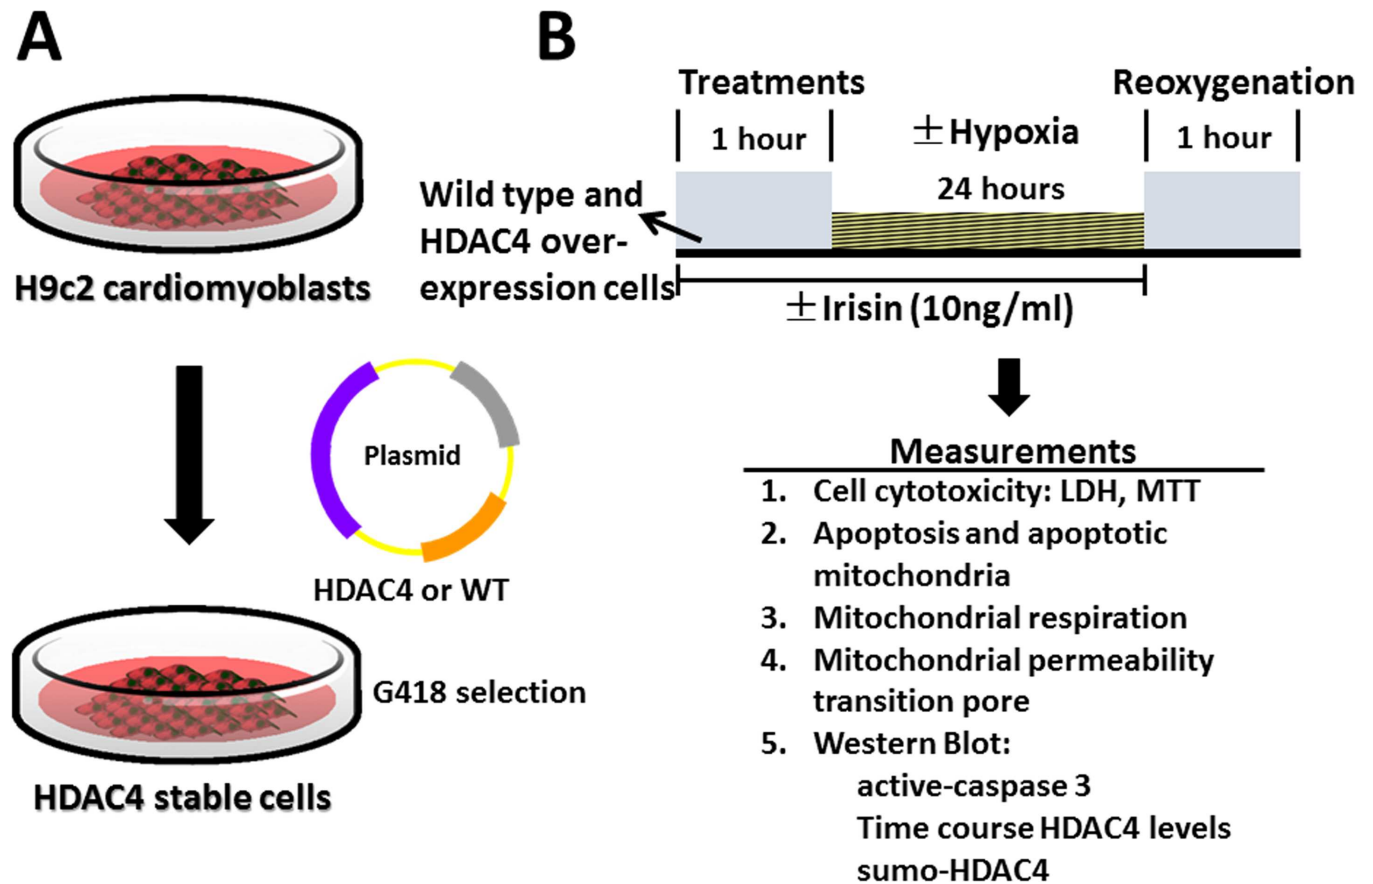 A
H9c2 cardiomyoblasts
Plasmid
HDAC4 or WT
G418 selection
HDAC4 stable cells
B
Treatments
Reoxygenation
1 hour
±Hypoxia
1 hour
24 hours
Wild type and
HDAC4 over-
expression cells
±Irisin (10ng/ml)
Measurements
1. Cell cytotoxicity: LDH, MTT
2. Apoptosis and apoptotic
mitochondria
3. Mitochondrial respiration
4. Mitochondrial permeability
transition pore
5. Western Blot:
active-caspase 3
Time course HDAC4 levels
sumo-HDAC4